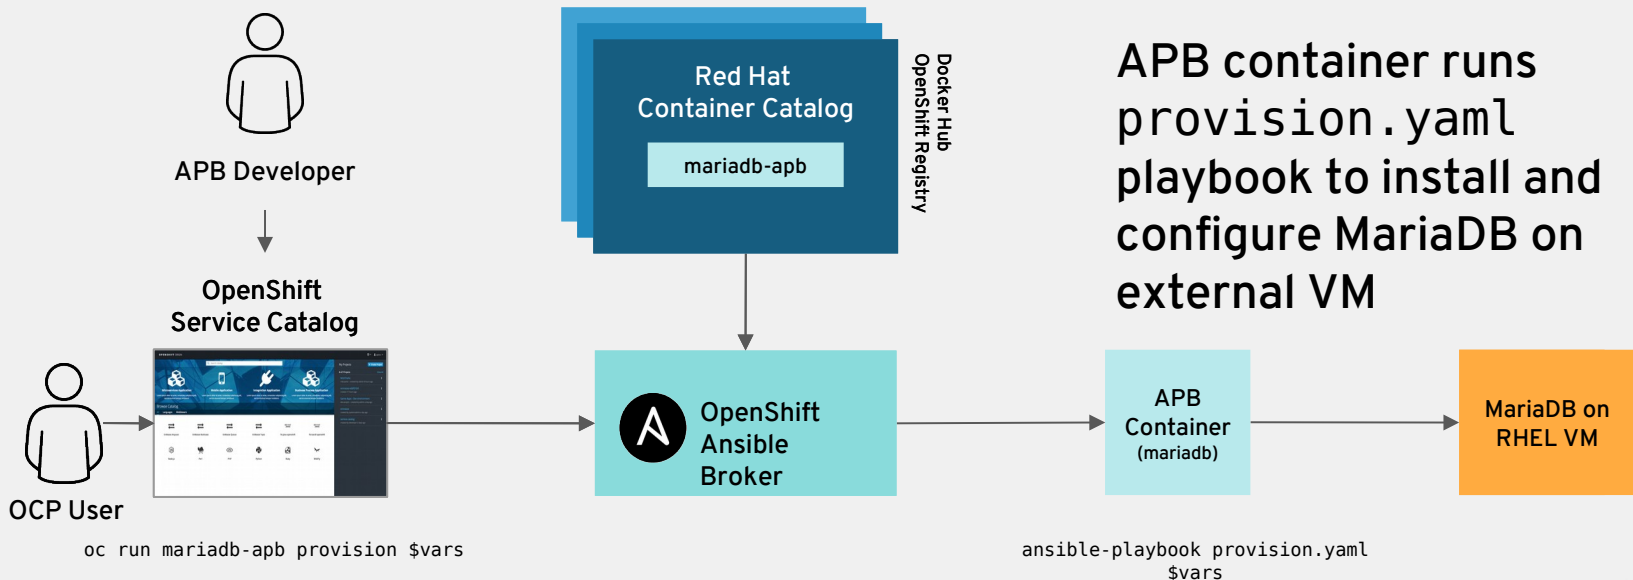 APB Developer
OpenShift
Service Catalog
OCP User
oc run mariadb-apb provision $vars
Red Hat
Container Catalog
mariadb-apb
Docker Hub
OpenShift Registry
OpenShift
Ansible
Broker
APB container runs
provision.yaml
playbook to install and
configure MariaDB on
external VM
APB
Container
(mariadb)
MariaDB on
RHEL VM
ansible-playbook provision.yaml
$vars